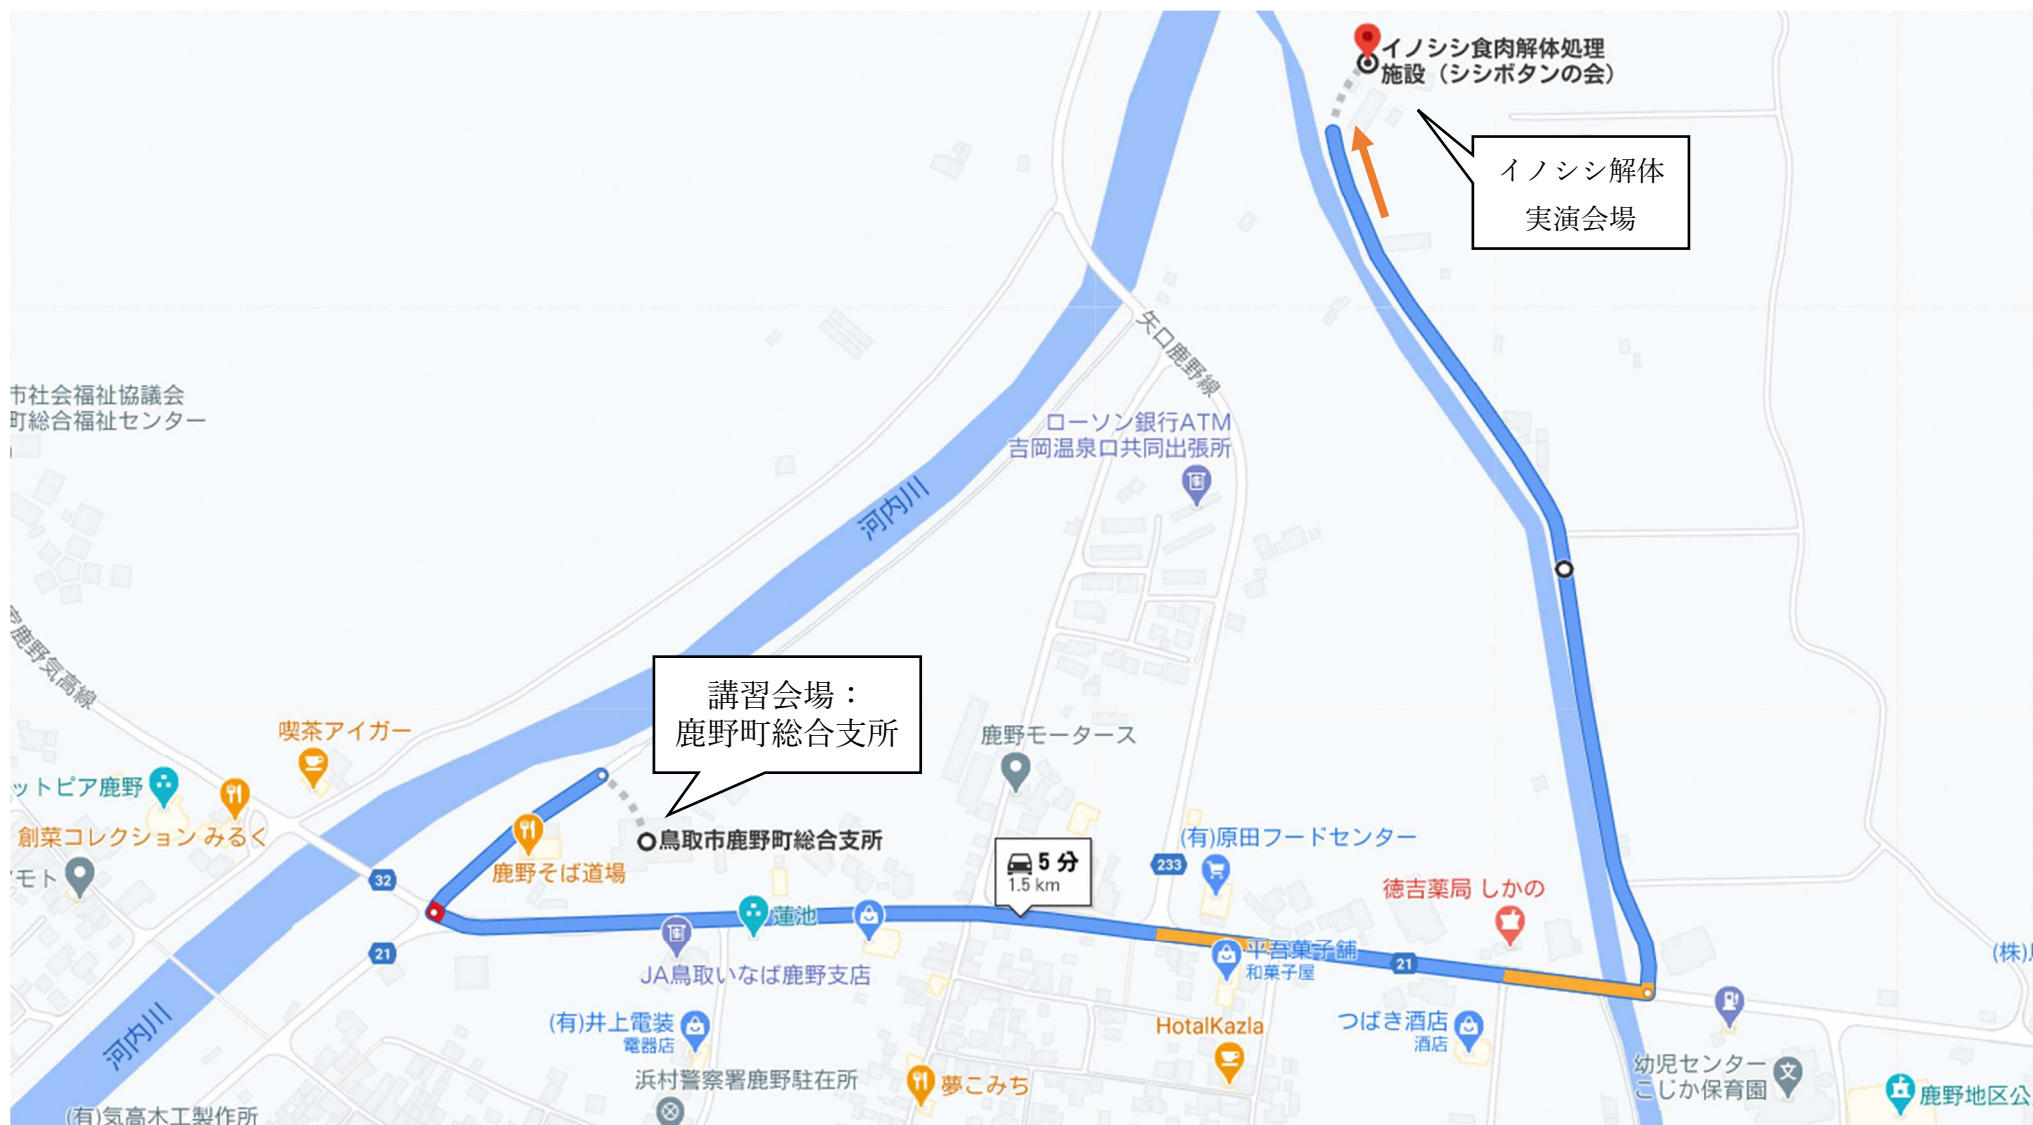 イノシシ食肉解体処理
施設（シシボタンの会）
イノシシ解体
実演会場
矢口鹿野線
市社会福祉協議会
町総合福祉センター
ローソン銀行ATM
吉岡温泉口共同出張所
河内川
鹿野気高線
講習会場：
鹿野町総合支所
喫茶アイガー
鹿野モータース
ットピア鹿野
創菜コレクション みるく
鳥取市鹿野町総合支所
(有)原田フードセンター
5 分
1.5 km
233
モト
32
鹿野そば道場
徳吉薬局 しかの
蓮池
21
平吾菓子舗
和菓子屋
21
(株)
JA鳥取いなば鹿野支店
河内川
(有)井上電装
電器店
HotalKazla
つばき酒店
酒店
浜村警察署鹿野駐在所
夢こみち
幼児センター
こじか保育園
文
鹿野地区公
(有)気高木工製作所